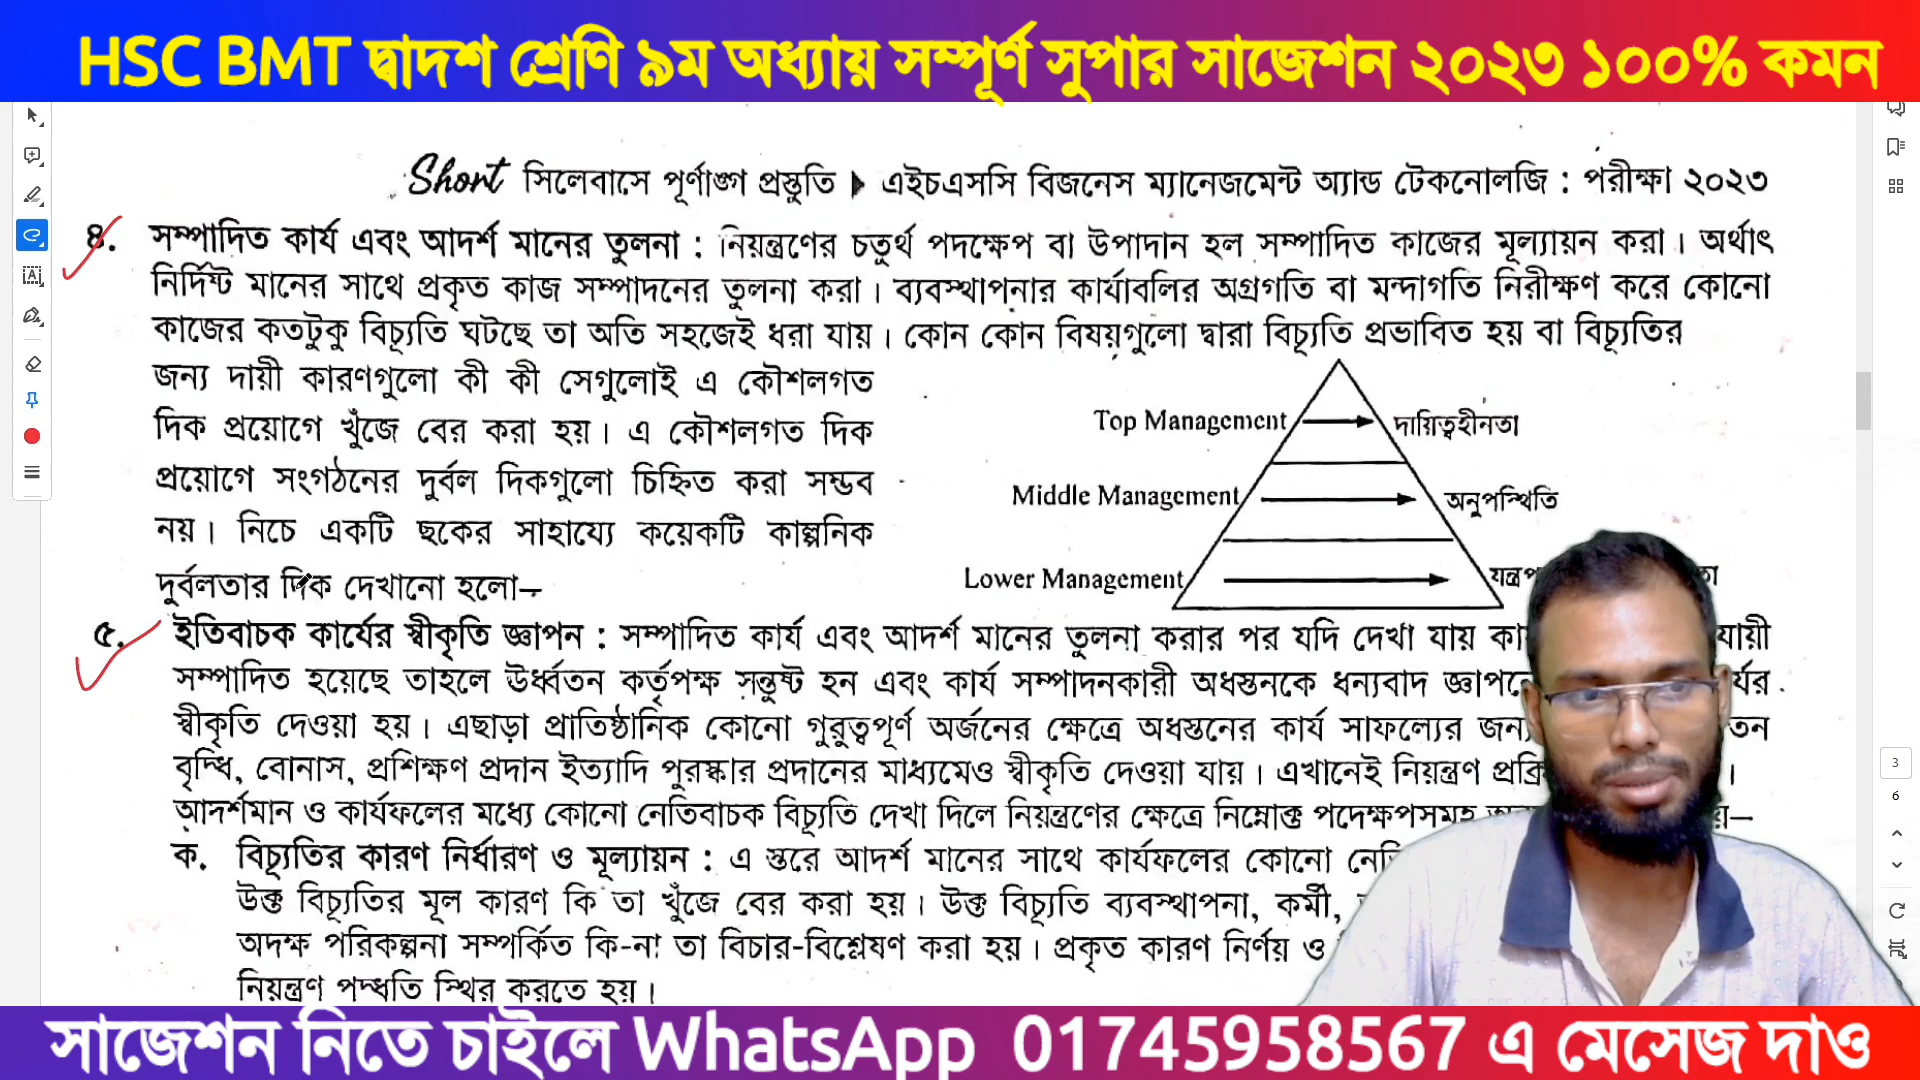 HSC BMT দ্বাদশ শ্রেণি ৯ম অধ্যায় সম্পূর্ণ সুপার সাজেশন ২০২৩ ১০০% কমন
Short সিলেবাসে পূর্ণাঙ্গ প্রস্তুতি ▶ এইচএসসি বিজনেস ম্যানেজমেন্ট অ্যান্ড টেকনোলজি : পরীক্ষা ২০২৩
৪. সম্পাদিত কার্য এবং আদর্শ মানের তুলনা : নিয়ন্ত্রণের চতুর্থ পদক্ষেপ বা উপাদান হল সম্পাদিত কাজের মূল্যায়ন করা। অর্থাৎ
নির্দিষ্ট মানের সাথে প্রকৃত কাজ সম্পাদনের তুলনা করা। ব্যবস্থাপনার কার্যাবলির অগ্রগতি বা মন্দাগতি নিরীক্ষণ করে কোনো
কাজের কতটুকু বিচ্যুতি ঘটছে তা অতি সহজেই ধরা যায়। কোন কোন বিষয়গুলো দ্বারা বিচ্যুতি প্রভাবিত হয় বা বিচ্যুতির
জন্য দায়ী কারণগুলো কী কী সেগুলোই এ কৌশলগত
দিক প্রয়োগে খুঁজে বের করা হয়। এ কৌশলগত দিক
প্রয়োগে সংগঠনের দুর্বল দিকগুলো চিহ্নিত করা সম্ভব
নয়। নিচে একটি ছকের সাহায্যে কয়েকটি কাল্পনিক
দুর্বলতার দিক দেখানো হলো–
Top Management দায়িত্বহীনতা
Middle Management অনুপস্থিতি
Lower Management
৫. ইতিবাচক কার্যের স্বীকৃতি জ্ঞাপন : সম্পাদিত কার্য এবং আদর্শ মানের তুলনা করার পর যদি দেখা যায়
সম্পাদিত হয়েছে তাহলে ঊর্ধ্বতন কর্তৃপক্ষ সন্তুষ্ট হন এবং কার্য সম্পাদনকারী অধস্তনকে ধন্যবাদ
স্বীকৃতি দেওয়া হয়। এছাড়া প্রাতিষ্ঠানিক কোনো গুরুত্বপূর্ণ অর্জনের ক্ষেত্রে অধস্তনের কার্য সাফল্যের
বৃদ্ধি, বোনাস, প্রশিক্ষণ প্রদান ইত্যাদি পুরস্কার প্রদানের মাধ্যমেও স্বীকৃতি দেওয়া যায়। এখানেই নিয়ন্ত্রণ
আদর্শমান ও কার্যফলের মধ্যে কোনো নেতিবাচক বিচ্যুতি দেখা দিলে নিয়ন্ত্রণের ক্ষেত্রে নিম্নোক্ত পদেক্ষপসমূহ
ক. বিচ্যুতির কারণ নির্ধারণ ও মূল্যায়ন : এ স্তরে আদর্শ মানের সাথে কার্যফলের কোনো
উক্ত বিচ্যুতির মূল কারণ কি তা খুঁজে বের করা হয়। উক্ত বিচ্যুতি ব্যবস্থাপনা, কর্মী,
অদক্ষ পরিকল্পনা সম্পর্কিত কি-না তা বিচার-বিশ্লেষণ করা হয়। প্রকৃত কারণ নির্ণয় ও
নিয়ন্ত্রণ পদ্ধতি স্থির করতে হয়।
3
6
সাজেশন নিতে চাইলে WhatsApp 01745958567 এ মেসেজ দাও